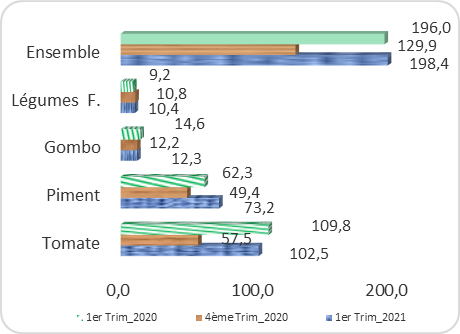 196,0
Ensemble 129,9
198,4
9,2
Légumes F. 10,8
10,4
14,6
Gombo 12,2
12,3
62,3
Piment 49,4
73,2
109,8
Tomate 57,5
102,5
0,0 100,0 200,0
1er Trim_2020 4ème Trim_2020 1er Trim_2021